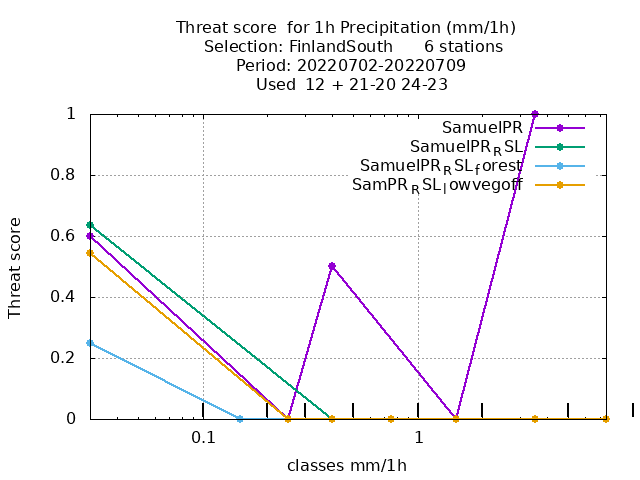 Threat score  for 1h Precipitation (mm/1h)
Selection: FinlandSouth      6 stations
Period: 20220702-20220709
Used  12 + 21-20 24-23
SamuelPR
SamuelPR_RSL
SamuelPR_RSL_forest
SamPR_RSL_lowvegoff
Threat score
1
0.8
0.6
0.4
0.2
0
0.1
1
classes mm/1h